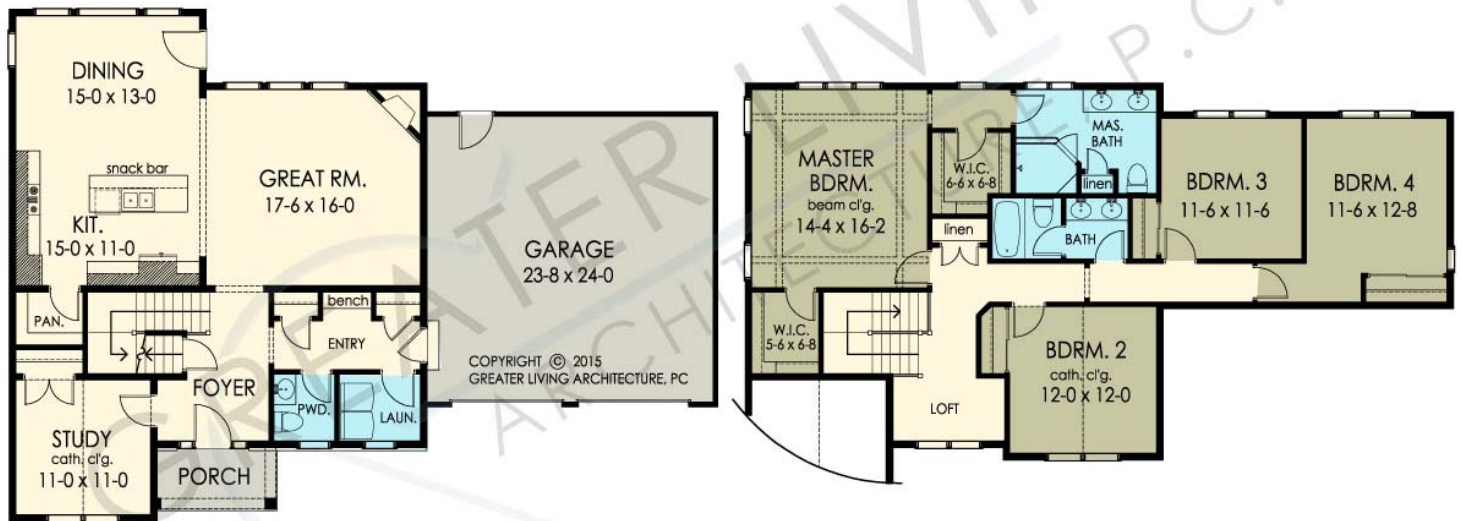 DINING
15-0 x 13-0
snack bar
KIT.
15-0 x 11-0
GREAT RM.
17-6 x 16-0
GARAGE
23-8 x 24-0
PAN.
bench
ENTRY
FOYER
PWD.
LAUN.
STUDY
cath. cl'g.
11-0 x 11-0
PORCH
COPYRIGHT © 2015
GREATER LIVING ARCHITECTURE, PC
MASTER
BDRM.
beam cl'g.
14-4 x 16-2
W.I.C.
6-6 x 6-8
MAS.
BATH
linen
linen
BATH
BDRM. 3
11-6 x 11-6
BDRM. 4
11-6 x 12-8
W.I.C.
5-6 x 6-8
LOFT
BDRM. 2
cath. cl'g.
12-0 x 12-0
GREATER LIVING
ARCHITECTURE P.C.